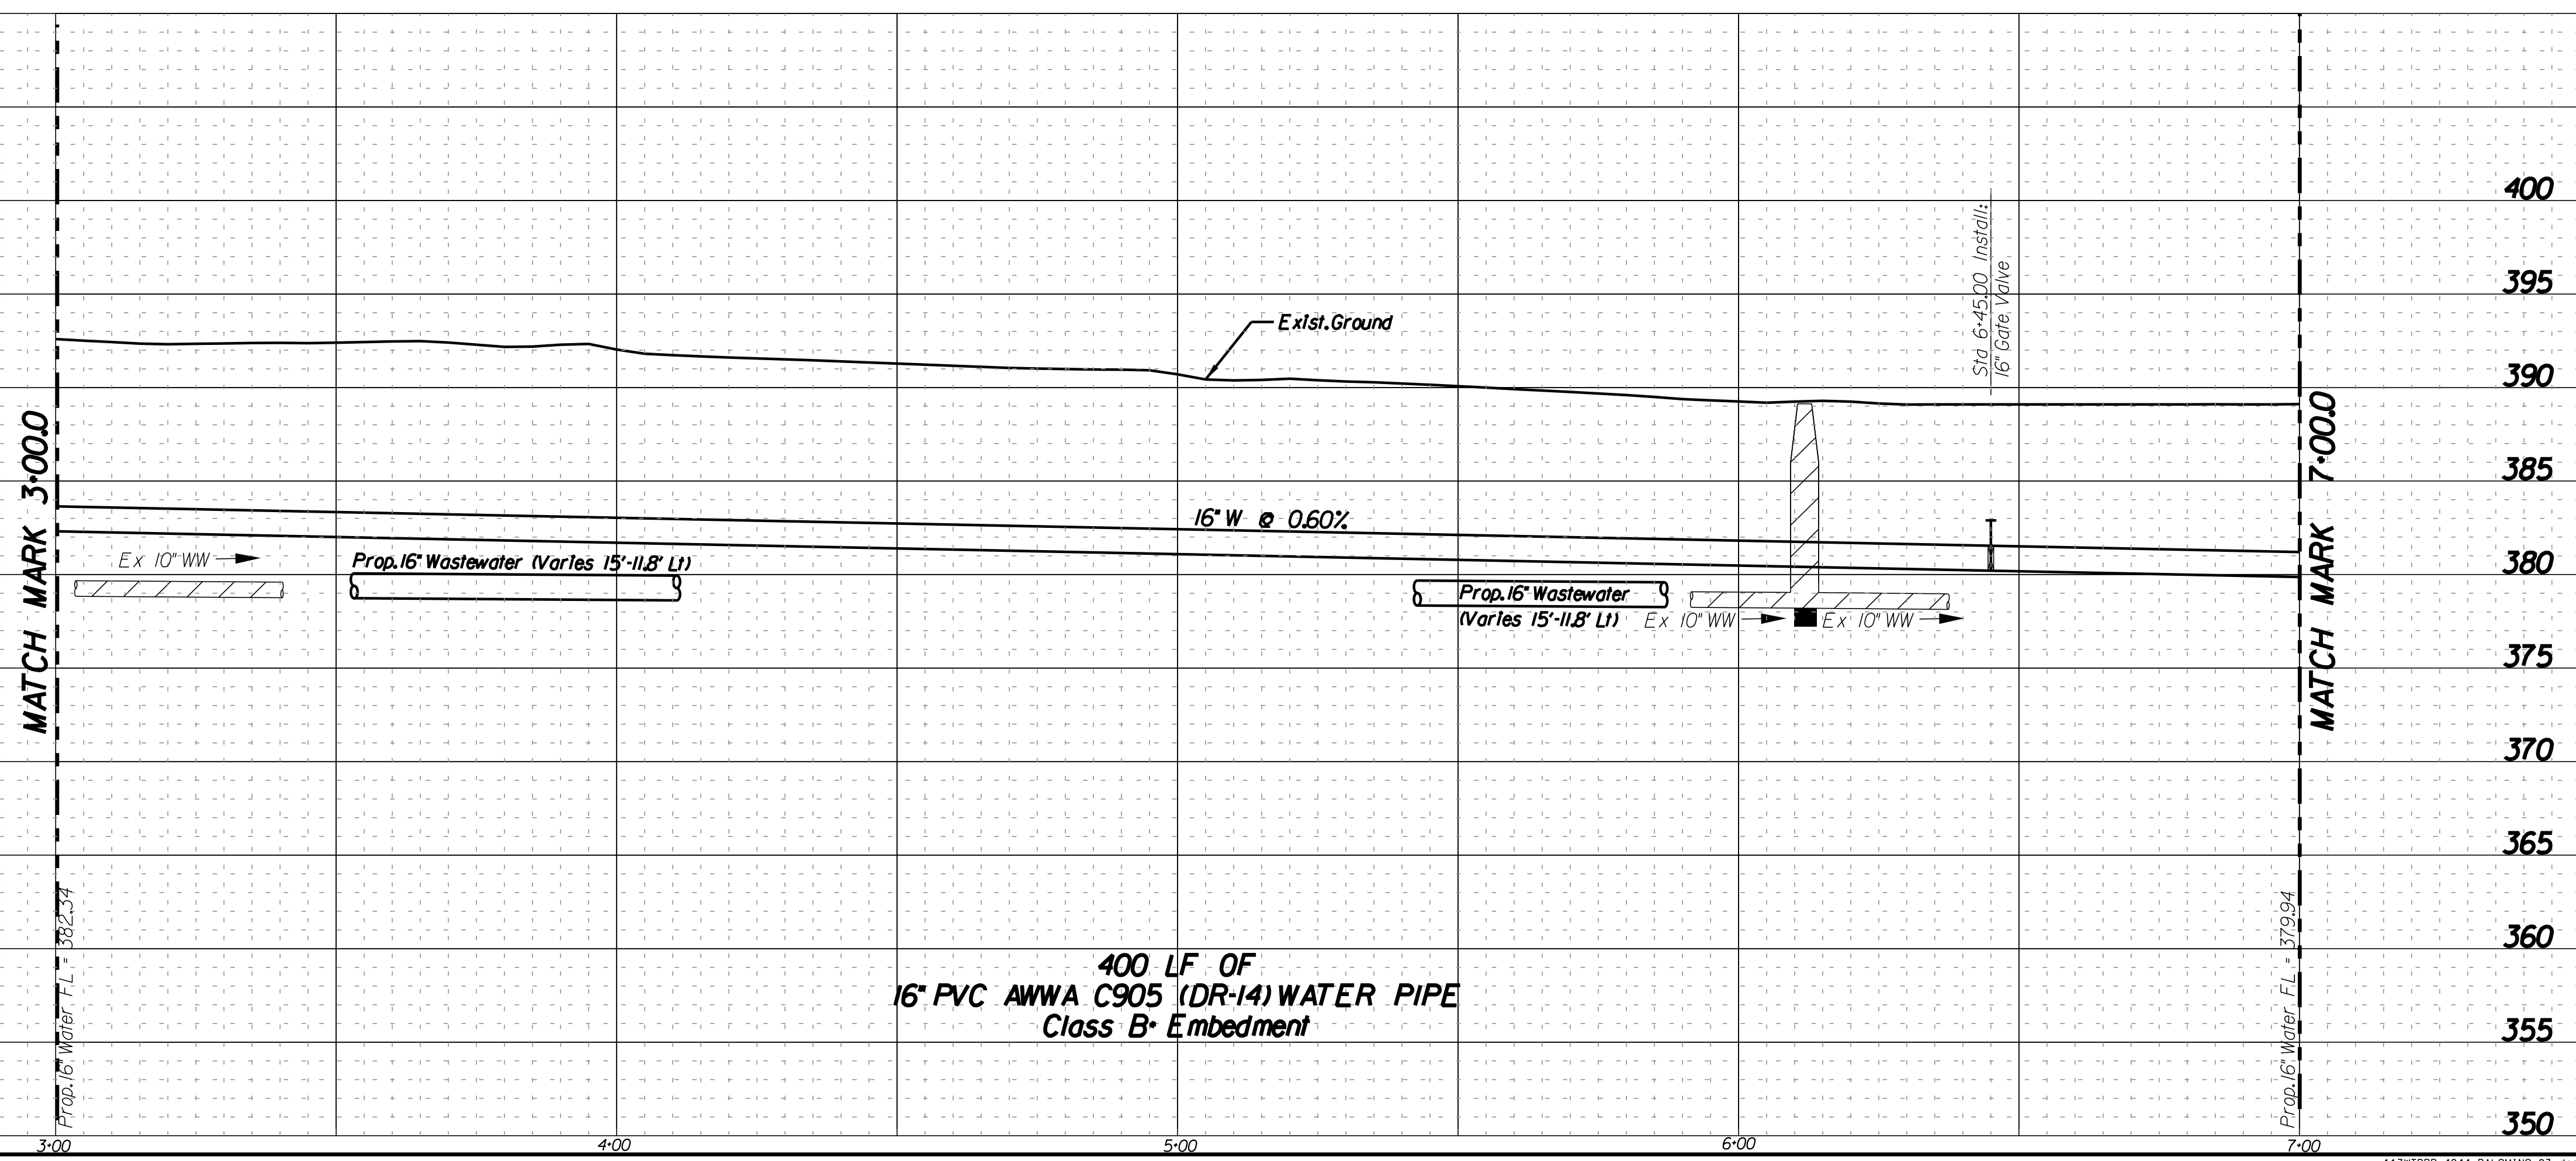 400
395
390
385
380
375
370
365
360
355
350
Sta 6+45.00 Install:
16" Gate Valve
Exist. Ground
MATCH MARK 3+00.0
MATCH MARK 7+00.0
16" W @ 0.60%
Ex 10" WW
Prop. 16" Wastewater (Varies 15'-11.8' Lt)
Prop. 16" Wastewater
(Varies 15'-11.8' Lt)
Ex 10" WW
Ex 10" WW
Prop. 16" Water FL = 382.34
Prop. 16" Water FL = 379.94
400 LF OF
16" PVC AWWA C905 (DR-14) WATER PIPE
Class B+ Embedment
3+00
4+00
5+00
6+00
7+00